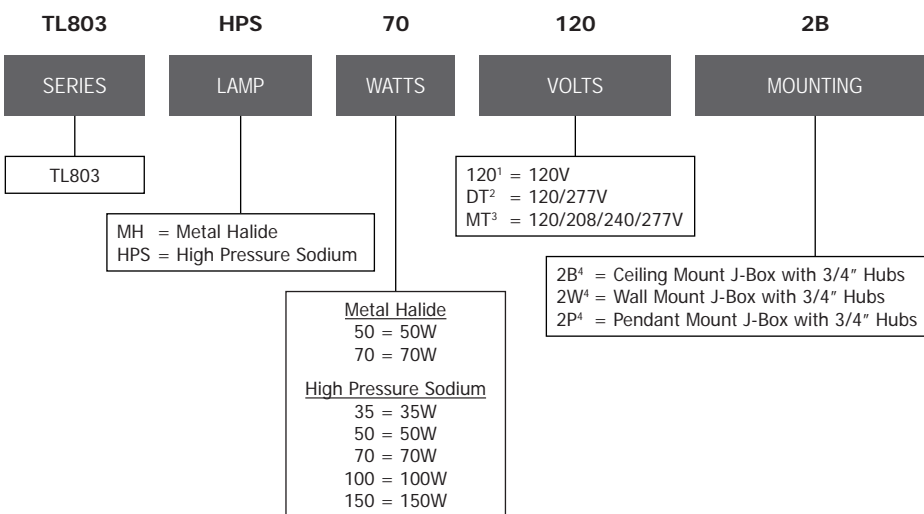 TL803 HPS 70 120 2B
SERIES LAMP WATTS VOLTS MOUNTING
TL803
120¹ = 120V
DT² = 120/277V
MT³ = 120/208/240/277V
MH = Metal Halide
HPS = High Pressure Sodium
2B⁴ = Ceiling Mount J-Box with 3/4″ Hubs
2W⁴ = Wall Mount J-Box with 3/4″ Hubs
2P⁴ = Pendant Mount J-Box with 3/4″ Hubs
Metal Halide
50 = 50W
70 = 70W
High Pressure Sodium
35 = 35W
50 = 50W
70 = 70W
100 = 100W
150 = 150W